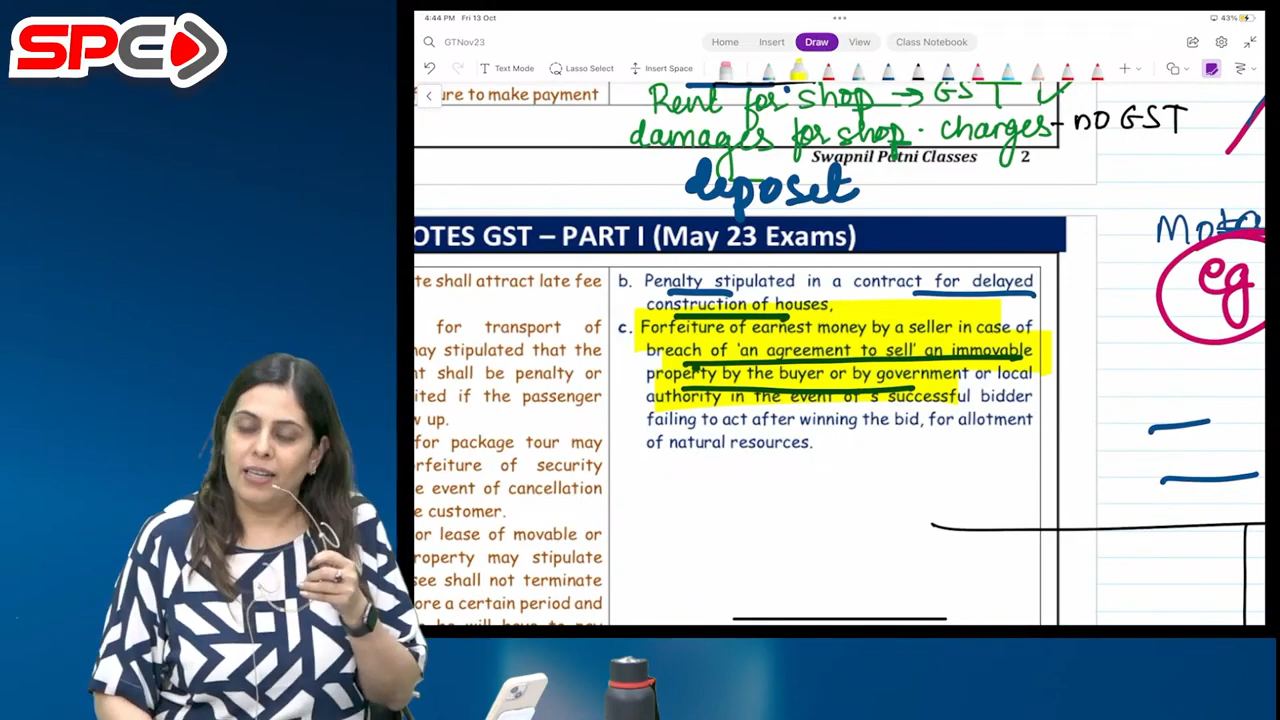 SPC
4:44 PM Fri 13 Oct
43%
GTNov23
Home Insert Draw View Class Notebook
Text Mode Lasso Select Insert Space
ure to make payment
Rent for shop → GST ✓
damages for shop. charges - no GST
Swapnil Patni Classes 2
deposet
OTES GST – PART I (May 23 Exams)
te shall attract late fee
for transport of
may stipulated that the
nt shall be penalty or
ited if the passenger
w up.
for package tour may
rfeiture of security
e event of cancellation
e customer.
or lease of movable or
roperty may stipulate
see shall not terminate
ore a certain period and
b. Penalty stipulated in a contract for delayed
construction of houses,
c. Forfeiture of earnest money by a seller in case of
breach of 'an agreement to sell' an immovable
property by the buyer or by government or local
authority in the event of s successful bidder
failing to act after winning the bid, for allotment
of natural resources.
eg